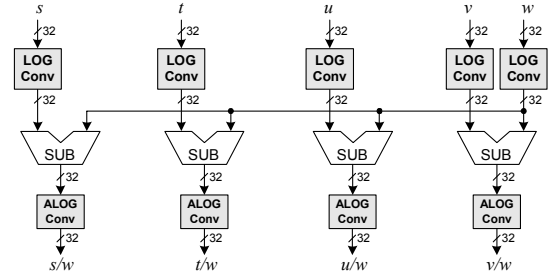 s t u v w
32 32 32 32 32
LOG Conv LOG Conv LOG Conv LOG Conv LOG Conv
32 32 32 32 32
SUB SUB SUB SUB
32 32 32 32
ALOG Conv ALOG Conv ALOG Conv ALOG Conv
32 32 32 32
s/w t/w u/w v/w